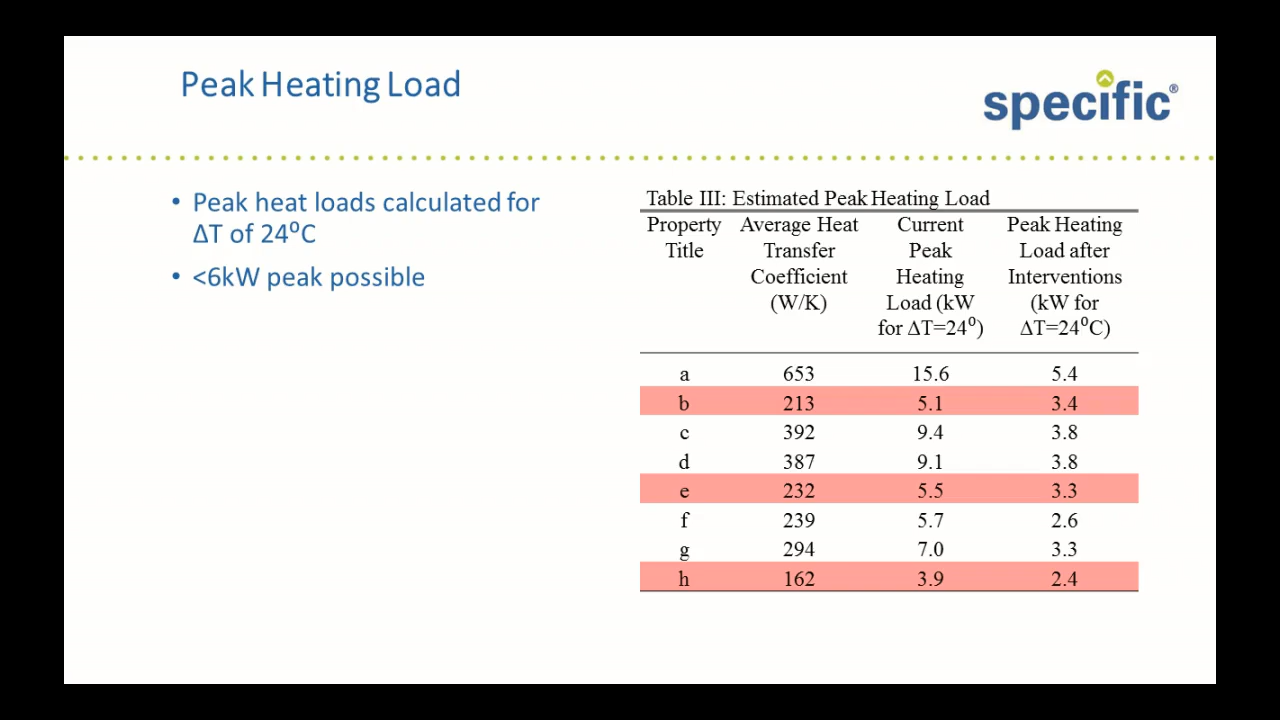 Peak Heating Load
specific®
• Peak heat loads calculated for
ΔT of 24⁰C
• <6kW peak possible
Table III: Estimated Peak Heating Load
Property Average Heat Current Peak Heating
Title Transfer Peak Load after
Coefficient Heating Interventions
(W/K) Load (kW (kW for
for ΔT=24⁰) ΔT=24⁰C)
a 653 15.6 5.4
b 213 5.1 3.4
c 392 9.4 3.8
d 387 9.1 3.8
e 232 5.5 3.3
f 239 5.7 2.6
g 294 7.0 3.3
h 162 3.9 2.4